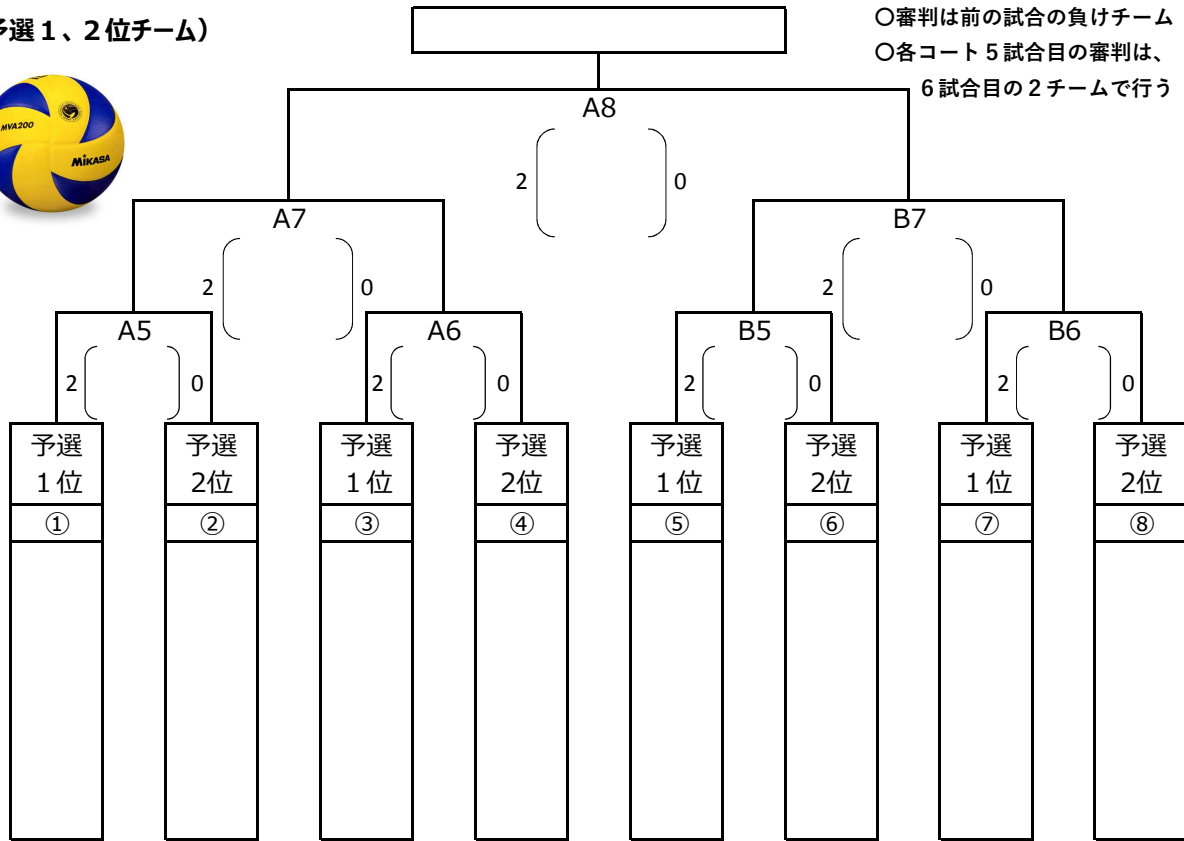 予選１、２位チーム）
〇審判は前の試合の負けチーム
〇各コート５試合目の審判は、
６試合目の２チームで行う
MVA200
MIKASA
A8
2 0
A7 B7
2 0 2 0
A5 A6 B5 B6
2 0 2 0 2 0 2 0
予選 予選 予選 予選 予選 予選 予選 予選
１位 2位 １位 2位 １位 2位 １位 2位
① ② ③ ④ ⑤ ⑥ ⑦ ⑧